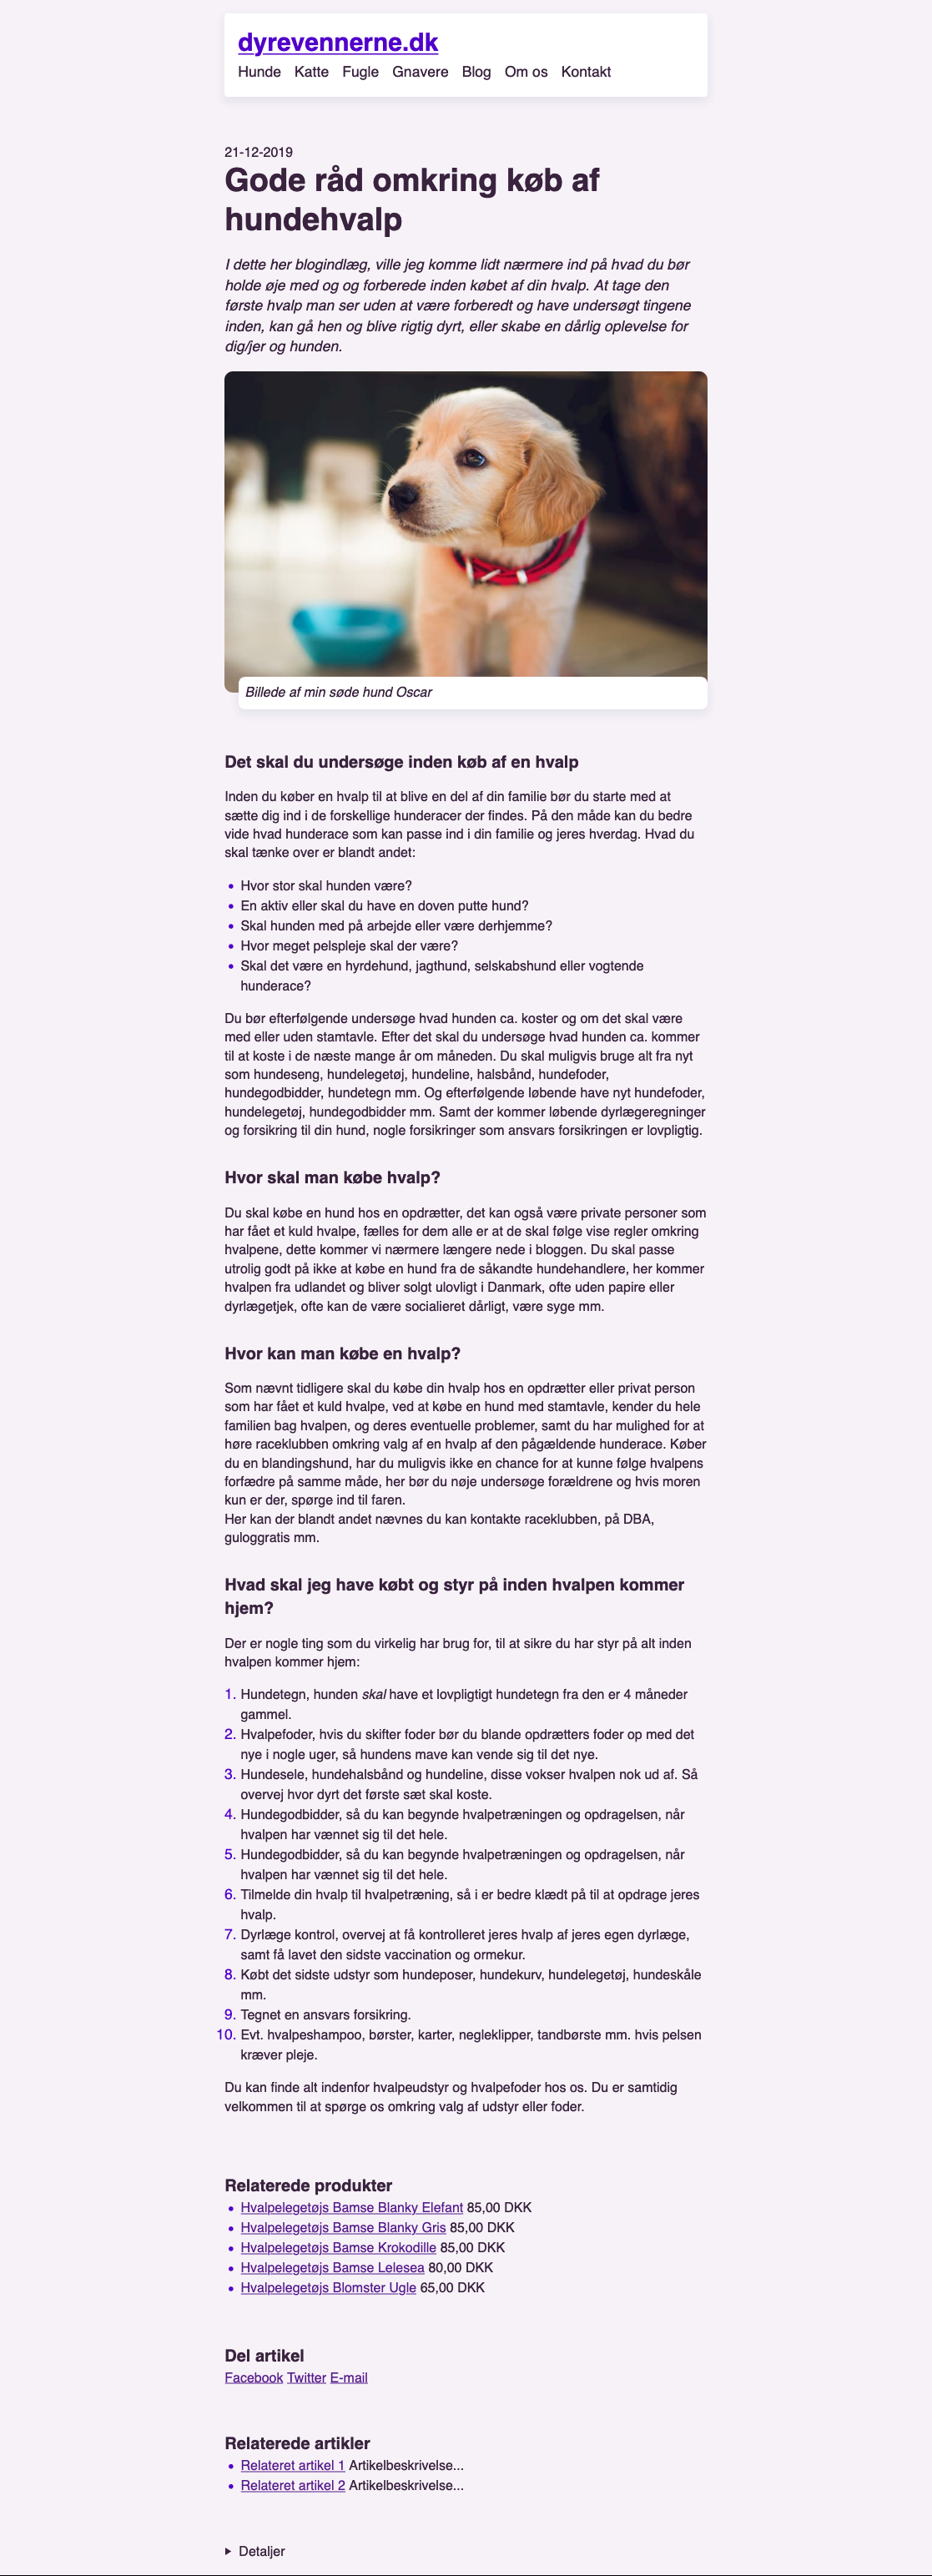 dyrevennerne.dk
Hunde Katte Fugle Gnavere Blog Om os Kontakt
21-12-2019
Gode råd omkring køb af
hundehvalp
I dette her blogindlæg, ville jeg komme lidt nærmere ind på hvad du bør
holde øje med og og forberede inden købet af din hvalp. At tage den
første hvalp man ser uden at være forberedt og have undersøgt tingene
inden, kan gå hen og blive rigtig dyrt, eller skabe en dårlig oplevelse for
dig/jer og hunden.
Billede af min søde hund Oscar
Det skal du undersøge inden køb af en hvalp
Inden du køber en hvalp til at blive en del af din familie bør du starte med at
sætte dig ind i de forskellige hunderacer der findes. På den måde kan du bedre
vide hvad hunderace som kan passe ind i din familie og jeres hverdag. Hvad du
skal tænke over er blandt andet:
• Hvor stor skal hunden være?
• En aktiv eller skal du have en doven putte hund?
• Skal hunden med på arbejde eller være derhjemme?
• Hvor meget pelspleje skal der være?
• Skal det være en hyrdehund, jagthund, selskabshund eller vogtende
hunderace?
Du bør efterfølgende undersøge hvad hunden ca. koster og om det skal være
med eller uden stamtavle. Efter det skal du undersøge hvad hunden ca. kommer
til at koste i de næste mange år om måneden. Du skal muligvis bruge alt fra nyt
som hundeseng, hundelegetøj, hundeline, halsbånd, hundefoder,
hundegodbidder, hundetegn mm. Og efterfølgende løbende have nyt hundefoder,
hundelegetøj, hundegodbidder mm. Samt der kommer løbende dyrlægeregninger
og forsikring til din hund, nogle forsikringer som ansvars forsikringen er lovpligtig.
Hvor skal man købe hvalp?
Du skal købe en hund hos en opdrætter, det kan også være private personer som
har fået et kuld hvalpe, fælles for dem alle er at de skal følge vise regler omkring
hvalpene, dette kommer vi nærmere længere nede i bloggen. Du skal passe
utrolig godt på ikke at købe en hund fra de såkandte hundehandlere, her kommer
hvalpen fra udlandet og bliver solgt ulovligt i Danmark, ofte uden papire eller
dyrlægetjek, ofte kan de være socialieret dårligt, være syge mm.
Hvor kan man købe en hvalp?
Som nævnt tidligere skal du købe din hvalp hos en opdrætter eller privat person
som har fået et kuld hvalpe, ved at købe en hund med stamtavle, kender du hele
familien bag hvalpen, og deres eventuelle problemer, samt du har mulighed for at
høre raceklubben omkring valg af en hvalp af den pågældende hunderace. Køber
du en blandingshund, har du muligvis ikke en chance for at kunne følge hvalpens
forfædre på samme måde, her bør du nøje undersøge forældrene og hvis moren
kun er der, spørge ind til faren.
Her kan der blandt andet nævnes du kan kontakte raceklubben, på DBA,
guloggratis mm.
Hvad skal jeg have købt og styr på inden hvalpen kommer
hjem?
Der er nogle ting som du virkelig har brug for, til at sikre du har styr på alt inden
hvalpen kommer hjem:
1. Hundetegn, hunden skal have et lovpligtigt hundetegn fra den er 4 måneder
gammel.
2. Hvalpefoder, hvis du skifter foder bør du blande opdrætters foder op med det
nye i nogle uger, så hundens mave kan vende sig til det nye.
3. Hundesele, hundehalsbånd og hundeline, disse vokser hvalpen nok ud af. Så
overvej hvor dyrt det første sæt skal koste.
4. Hundegodbidder, så du kan begynde hvalpetræningen og opdragelsen, når
hvalpen har vænnet sig til det hele.
5. Hundegodbidder, så du kan begynde hvalpetræningen og opdragelsen, når
hvalpen har vænnet sig til det hele.
6. Tilmelde din hvalp til hvalpetræning, så i er bedre klædt på til at opdrage jeres
hvalp.
7. Dyrlæge kontrol, overvej at få kontrolleret jeres hvalp af jeres egen dyrlæge,
samt få lavet den sidste vaccination og ormekur.
8. Købt det sidste udstyr som hundeposer, hundekurv, hundelegetøj, hundeskåle
mm.
9. Tegnet en ansvars forsikring.
10. Evt. hvalpeshampoo, børster, karter, negleklipper, tandbørste mm. hvis pelsen
kræver pleje.
Du kan finde alt indenfor hvalpeudstyr og hvalpefoder hos os. Du er samtidig
velkommen til at spørge os omkring valg af udstyr eller foder.
Relaterede produkter
• Hvalpelegetøjs Bamse Blanky Elefant 85,00 DKK
• Hvalpelegetøjs Bamse Blanky Gris 85,00 DKK
• Hvalpelegetøjs Bamse Krokodille 85,00 DKK
• Hvalpelegetøjs Bamse Lelesea 80,00 DKK
• Hvalpelegetøjs Blomster Ugle 65,00 DKK
Del artikel
Facebook Twitter E-mail
Relaterede artikler
• Relateret artikel 1 Artikelbeskrivelse...
• Relateret artikel 2 Artikelbeskrivelse...
Detaljer